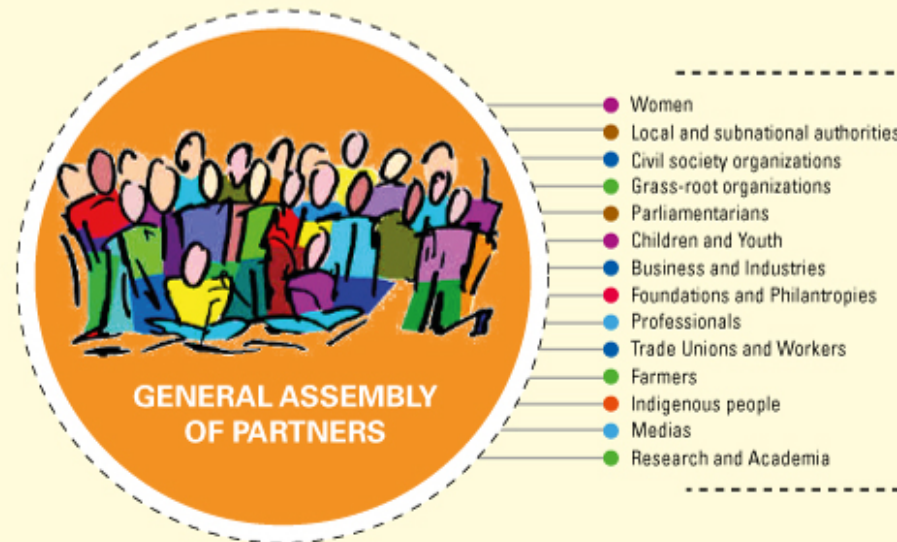 GENERAL ASSEMBLY
OF PARTNERS
Women
Local and subnational authorities
Civil society organizations
Grass-root organizations
Parliamentarians
Children and Youth
Business and Industries
Foundations and Philantropies
Professionals
Trade Unions and Workers
Farmers
Indigenous people
Medias
Research and Academia